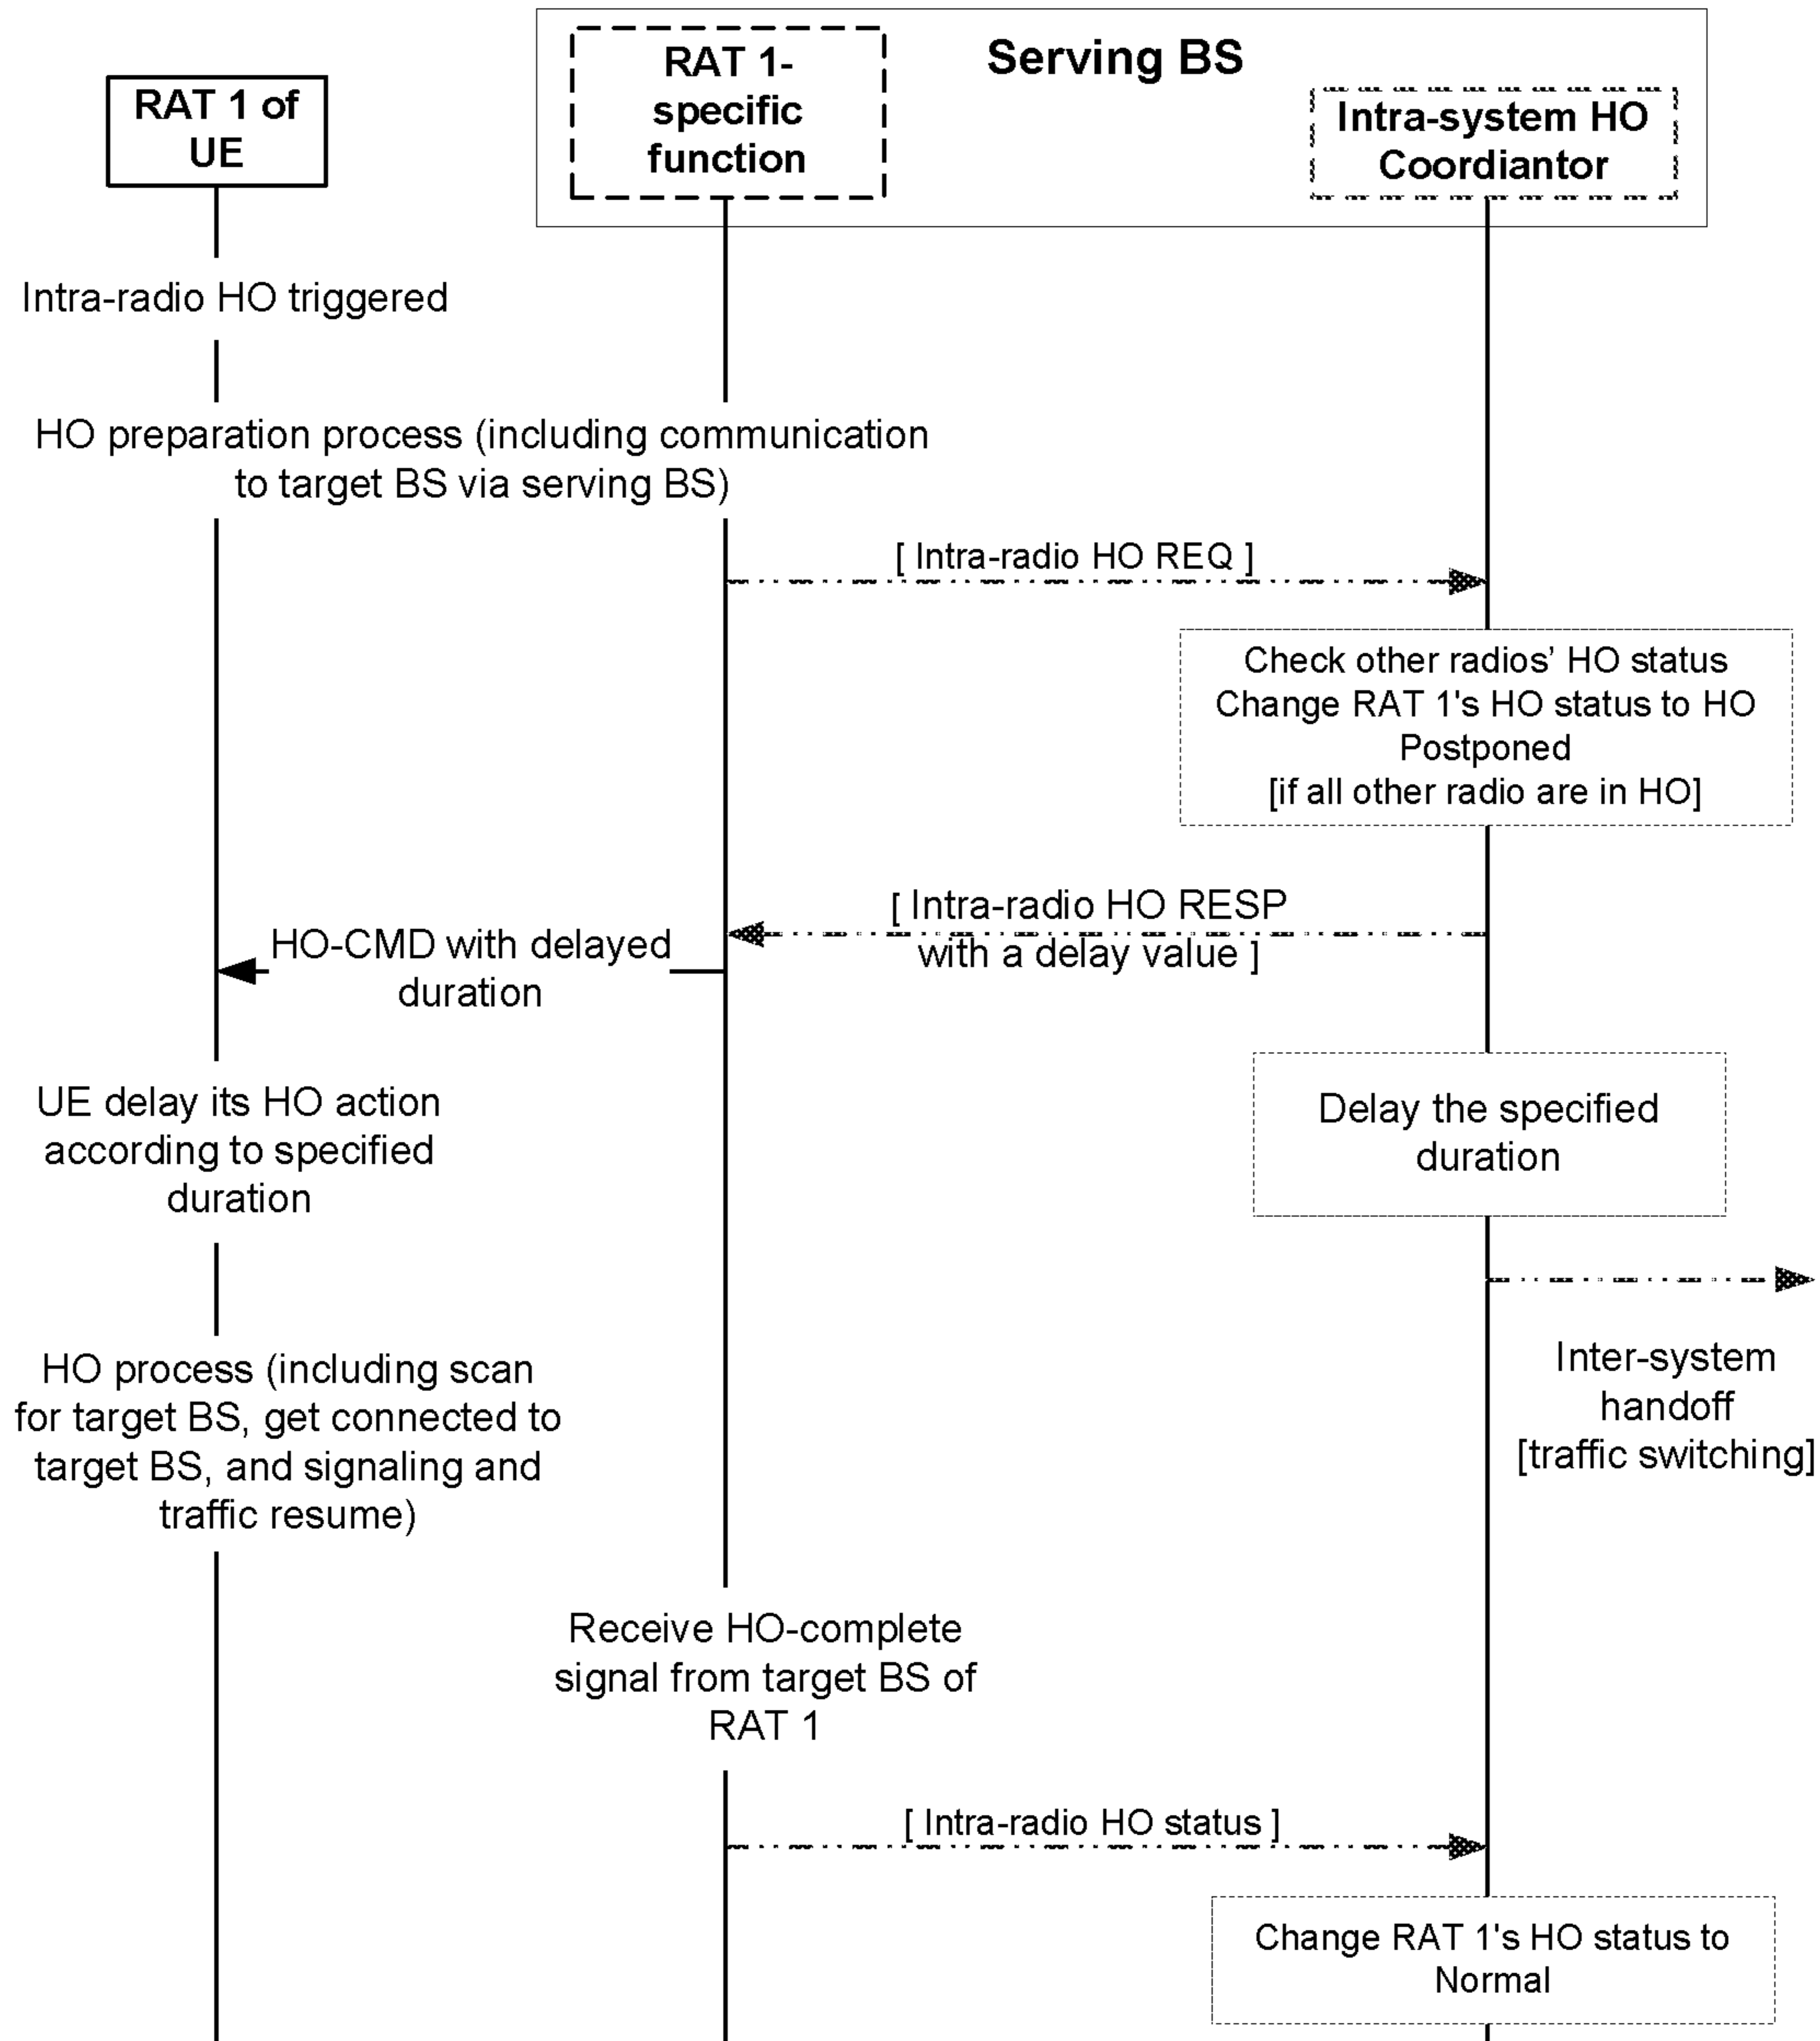 Serving BS
RAT 1 of
UE
RAT 1-
specific
function
Intra-system HO
Coordiantor
Intra-radio HO triggered
HO preparation process (including communication
to target BS via serving BS)
[ Intra-radio HO REQ ]
Check other radios’ HO status
Change RAT 1's HO status to HO
Postponed
[if all other radio are in HO]
[ Intra-radio HO RESP
with a delay value ]
HO-CMD with delayed
duration
UE delay its HO action
according to specified
duration
Delay the specified
duration
Inter-system
handoff
[traffic switching]
HO process (including scan
for target BS, get connected to
target BS, and signaling and
traffic resume)
Receive HO-complete
signal from target BS of
RAT 1
[ Intra-radio HO status ]
Change RAT 1's HO status to
Normal